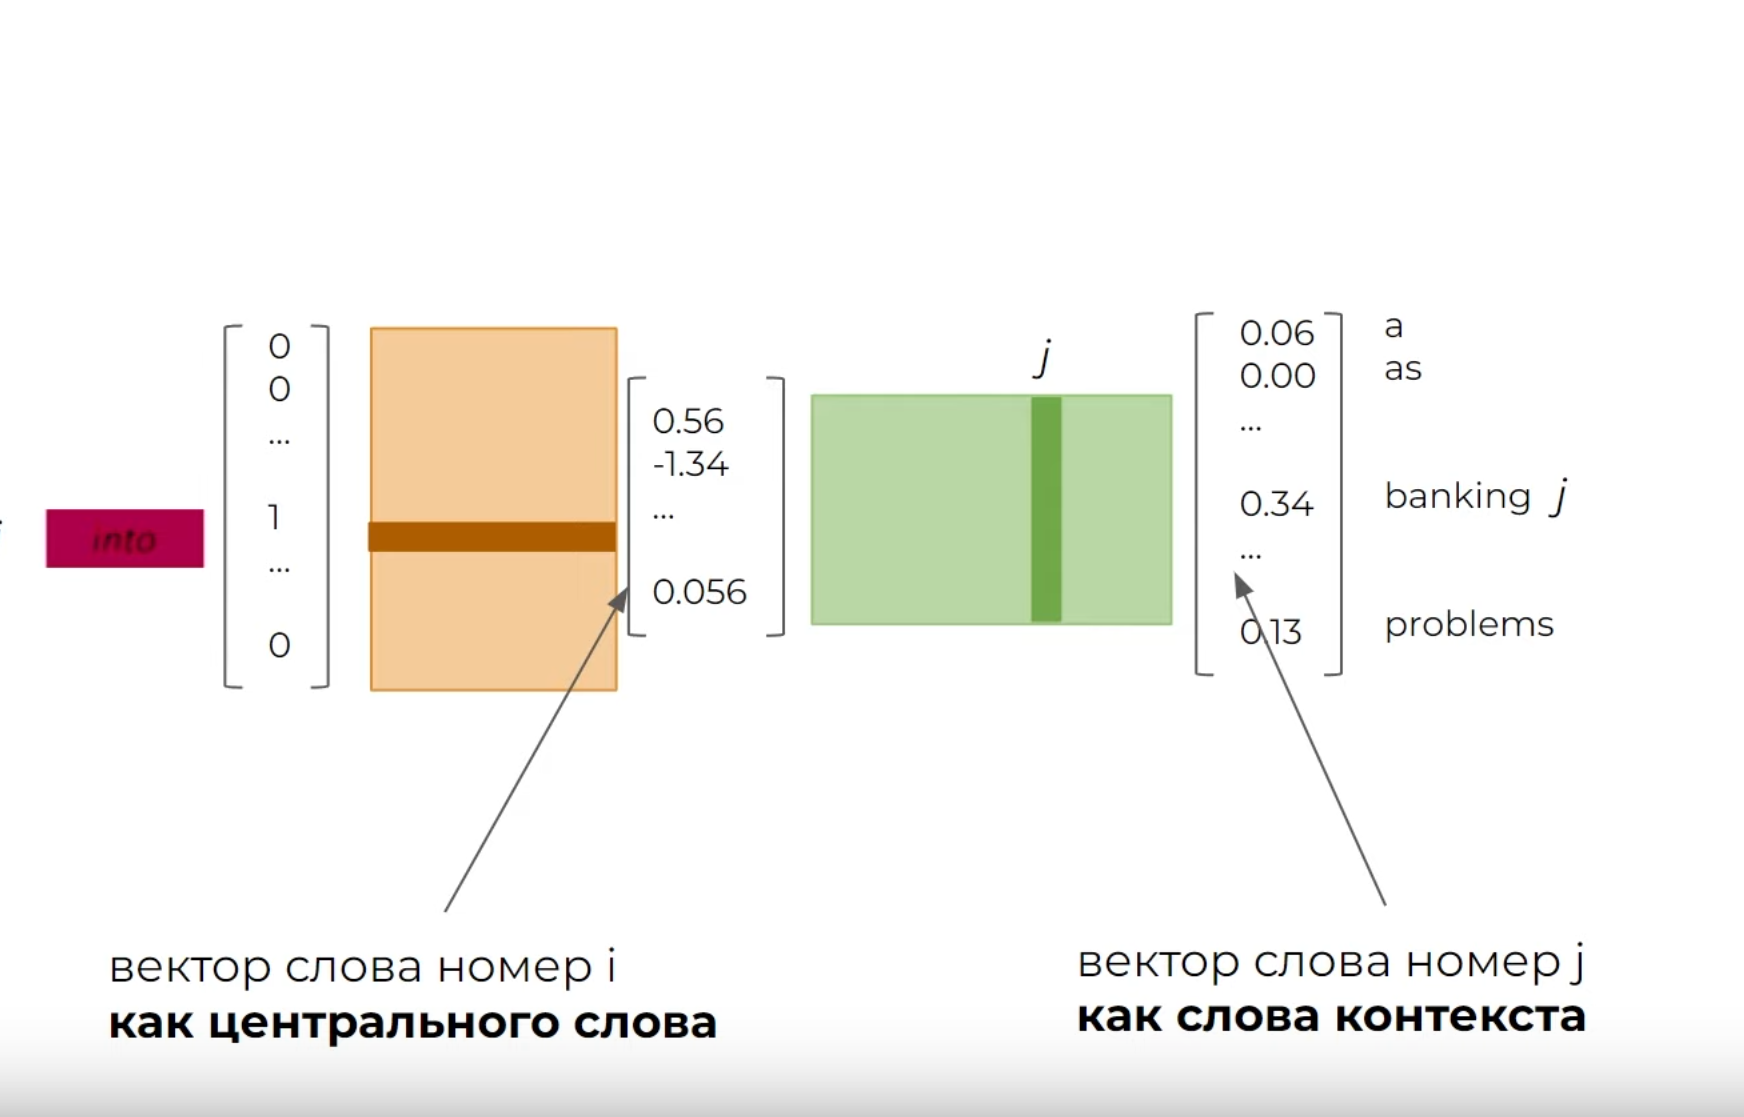 into
0
0
...
1
...
0
0.56
-1.34
...
0.056
j
0.06
0.00
...
0.34
...
0.13
a
as
banking j
problems
вектор слова номер i
как центрального слова
вектор слова номер j
как слова контекста